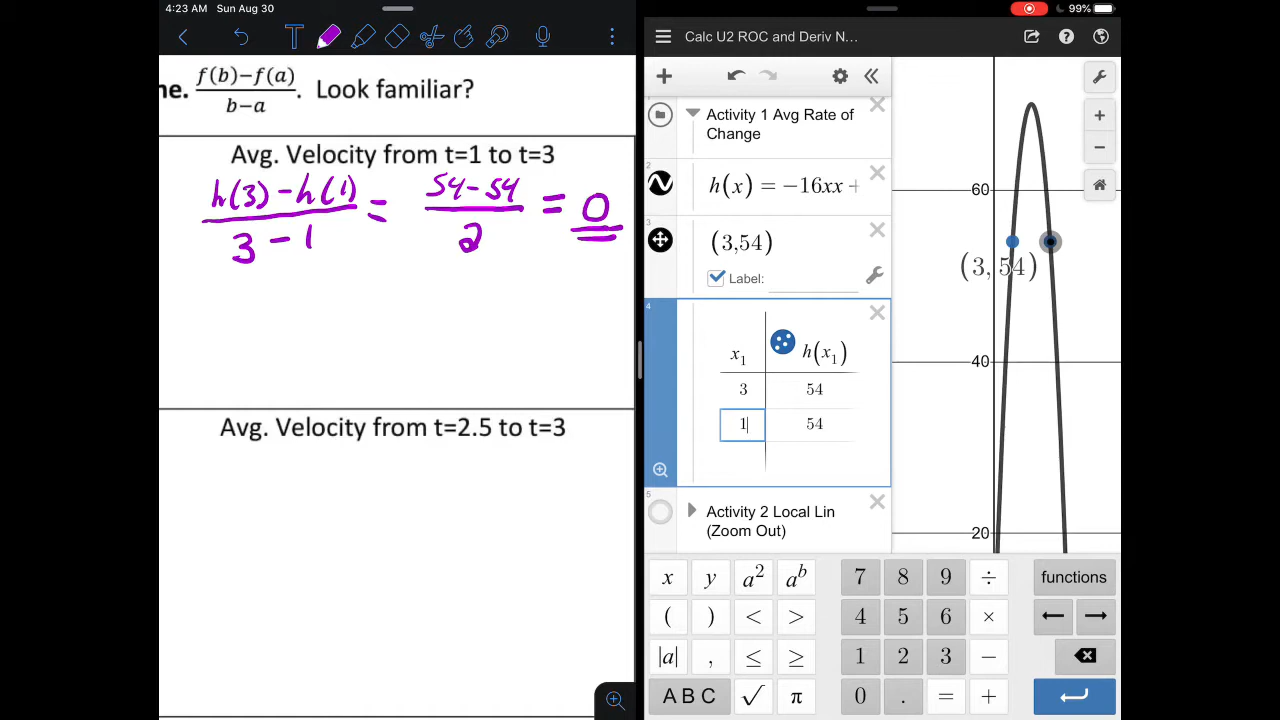 4:23 AM Sun Aug 30
99%
T
ne. f(b)−f(a)/b−a. Look familiar?
Avg. Velocity from t=1 to t=3
h(3) − h(1)/3 − 1 = 54 − 54/2 = 0
Avg. Velocity from t=2.5 to t=3
Calc U2 ROC and Deriv N…
Activity 1 Avg Rate of
Change
2
h(x) = −16xx +
3
(3,54)
Label:
4
x₁ h(x₁)
3 54
1 54
5
Activity 2 Local Lin
(Zoom Out)
60
(3, 54)
40
20
x y a² aᵇ 7 8 9 ÷ functions
( ) < > 4 5 6 × ← →
|a| , ≤ ≥ 1 2 3 −
A B C √ π 0 . = +